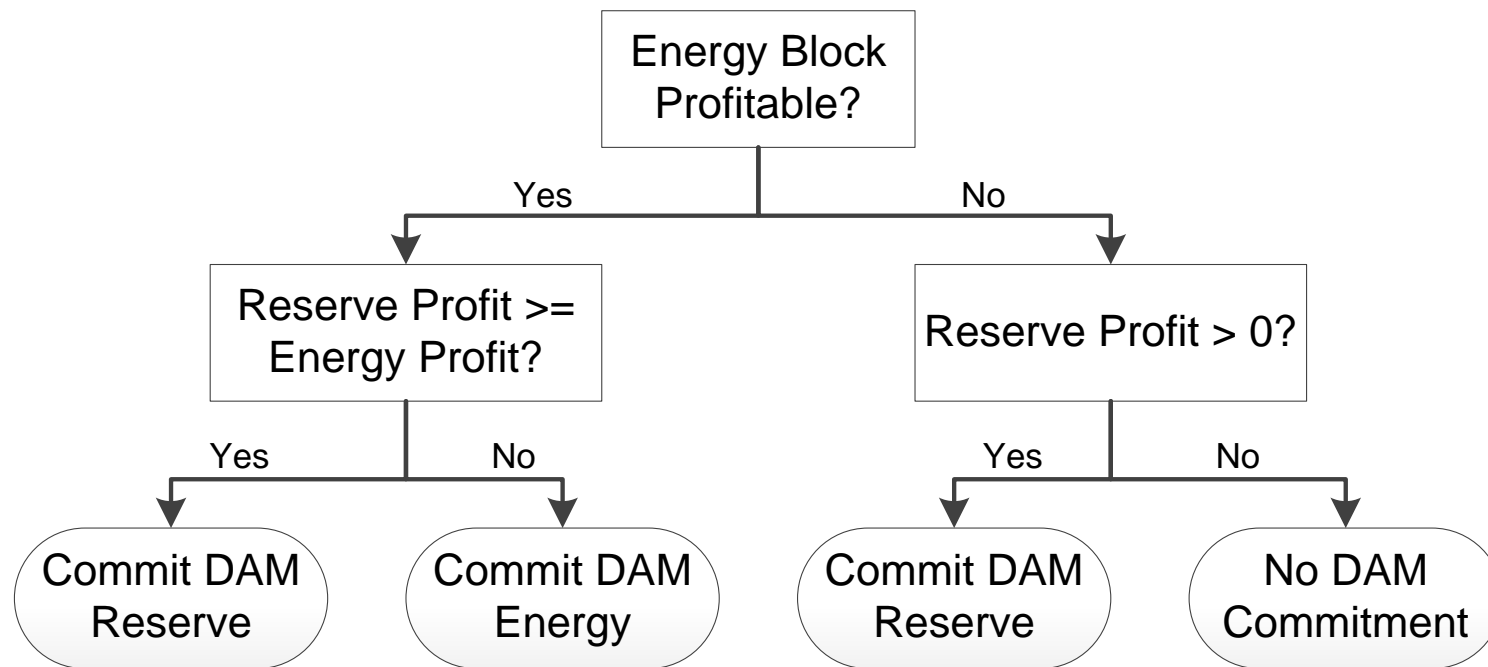 Energy Block
Profitable?
Yes
No
Reserve Profit >=
Energy Profit?
Reserve Profit > 0?
Yes
No
Yes
No
Commit DAM
Reserve
Commit DAM
Energy
Commit DAM
Reserve
No DAM
Commitment